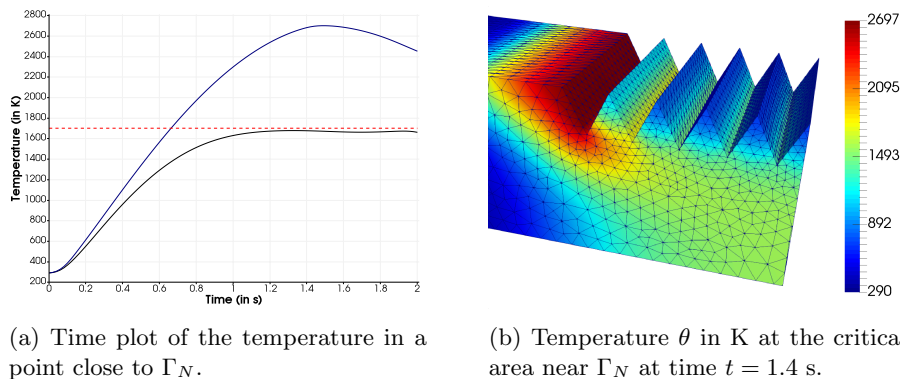 2800
2600
2400
2200
2000
1800
1600
1400
1200
1000
800
600
400
200
Temperature (in K)
0 0.2 0.4 0.6 0.8 1 1.2 1.4 1.6 1.8 2
Time (in s)
2697
2095
1493
892
290
(a) Time plot of the temperature in a
point close to Γ_N.
(b) Temperature θ in K at the critica
area near Γ_N at time t = 1.4 s.